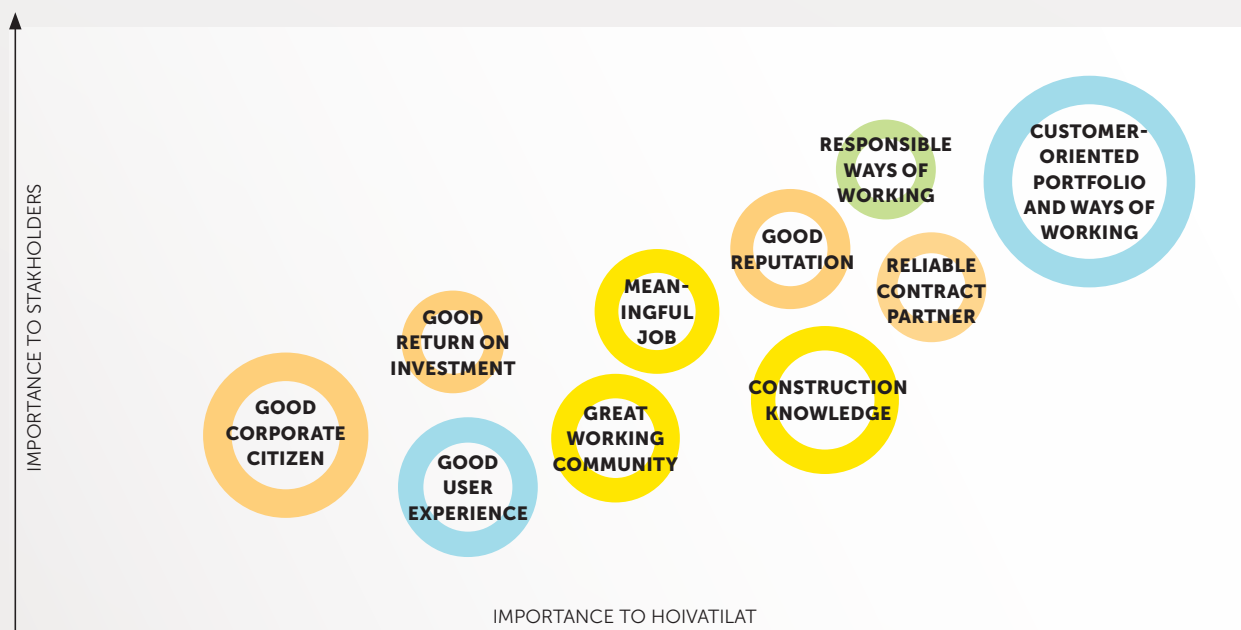 IMPORTANCE TO STAKHOLDERS
RESPONSIBLE
WAYS OF
WORKING
CUSTOMER-
ORIENTED
PORTFOLIO
AND WAYS OF
WORKING
GOOD
REPUTATION
RELIABLE
CONTRACT
PARTNER
MEAN-
INGFUL
JOB
GOOD
RETURN ON
INVESTMENT
CONSTRUCTION
KNOWLEDGE
GOOD
CORPORATE
CITIZEN
GREAT
WORKING
COMMUNITY
GOOD
USER
EXPERIENCE
IMPORTANCE TO HOIVATILAT